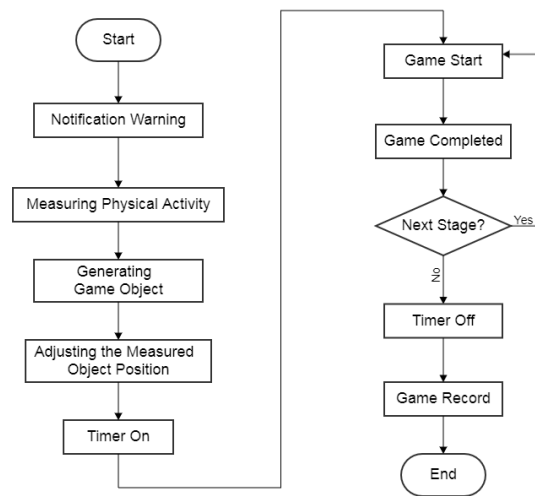 Start
Notification Warning
Measuring Physical Activity
Generating
Game Object
Adjusting the Measured
Object Position
Timer On
Game Start
Game Completed
Next Stage?
Yes
No
Timer Off
Game Record
End